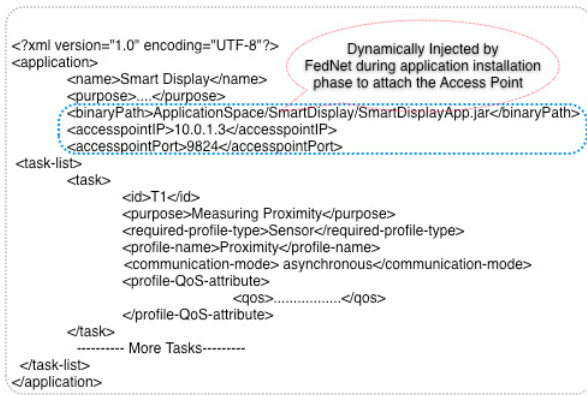 <?xml version="1.0" encoding="UTF-8"?>
<application>
<name>Smart Display</name>
<purpose>....</purpose>
Dynamically Injected by
FedNet during application installation
phase to attach the Access Point
<binaryPath>ApplicationSpace/SmartDisplay/SmartDisplayApp.jar</binaryPath>
<accesspointIP>10.0.1.3</accesspointIP>
<accesspointPort>9824</accesspointPort>
<task-list>
<task>
<id>T1</id>
<purpose>Measuring Proximity</purpose>
<required-profile-type>Sensor</required-profile-type>
<profile-name>Proximity</profile-name>
<communication-mode> asynchronous</communication-mode>
<profile-QoS-attribute>
<qos>.................</qos>
</profile-QoS-attribute>
</task>
---------- More Tasks---------
</task-list>
</application>